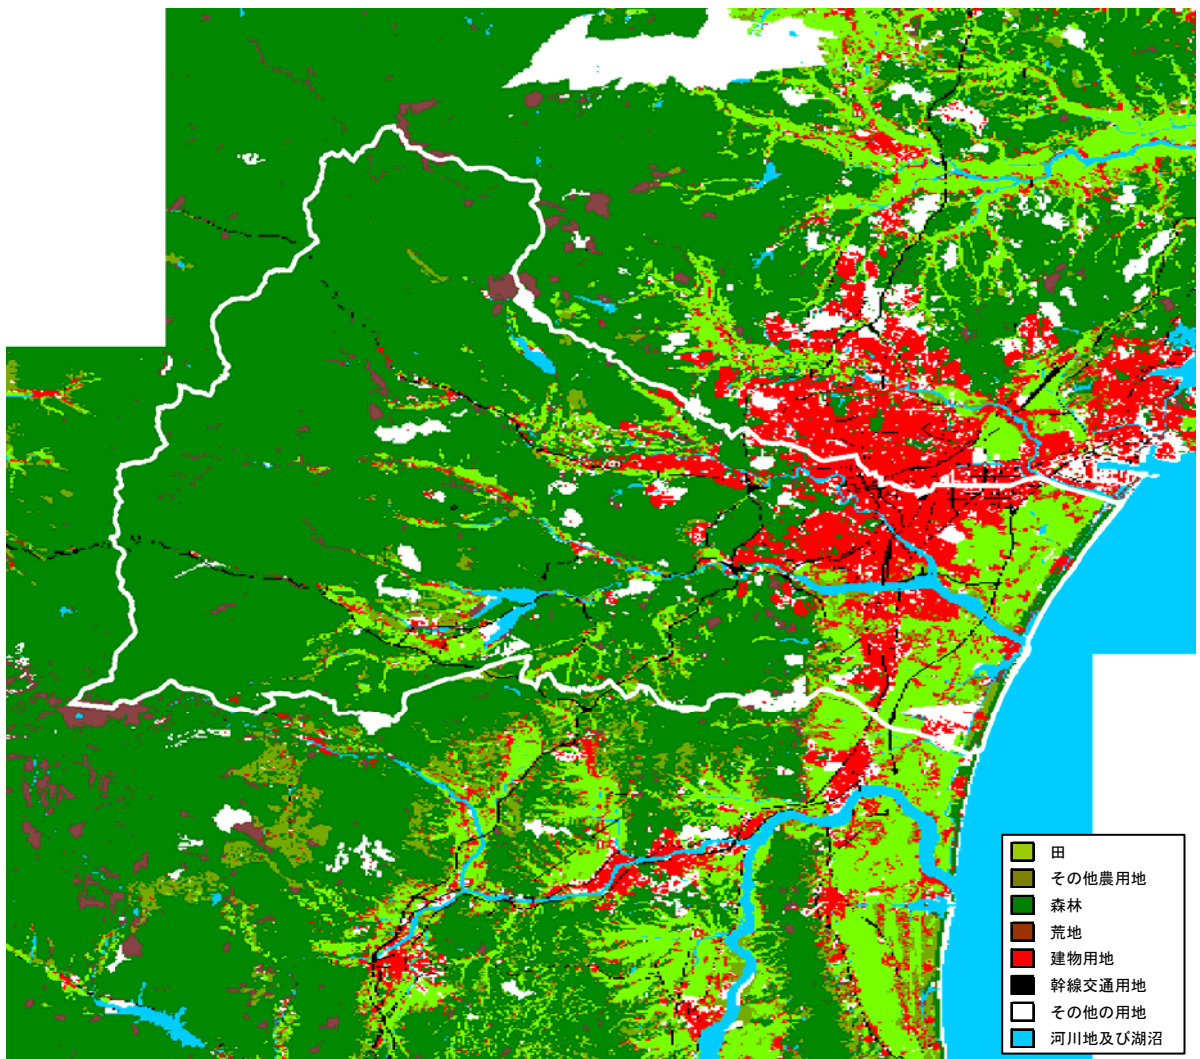 田
その他農用地
森林
荒地
建物用地
幹線交通用地
その他の用地
河川地及び湖沼